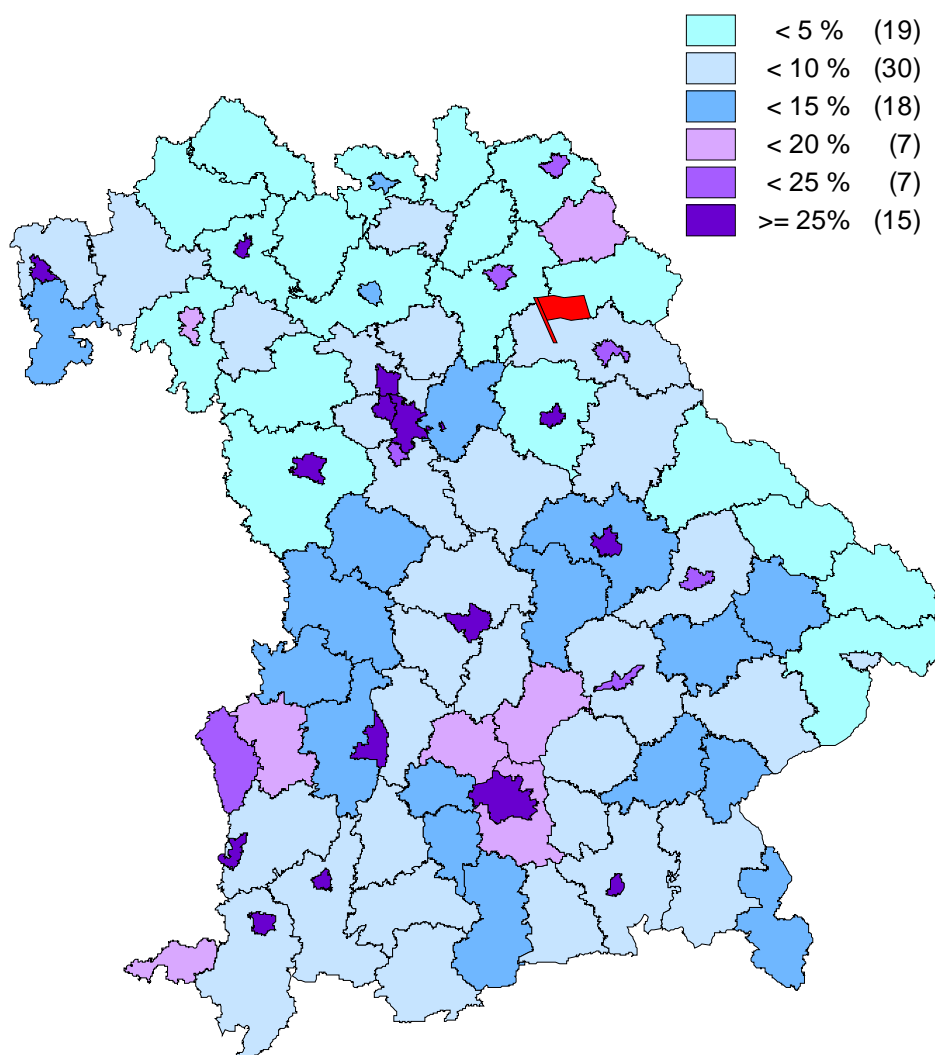 < 5 % (19)
< 10 % (30)
< 15 % (18)
< 20 % (7)
< 25 % (7)
>= 25% (15)